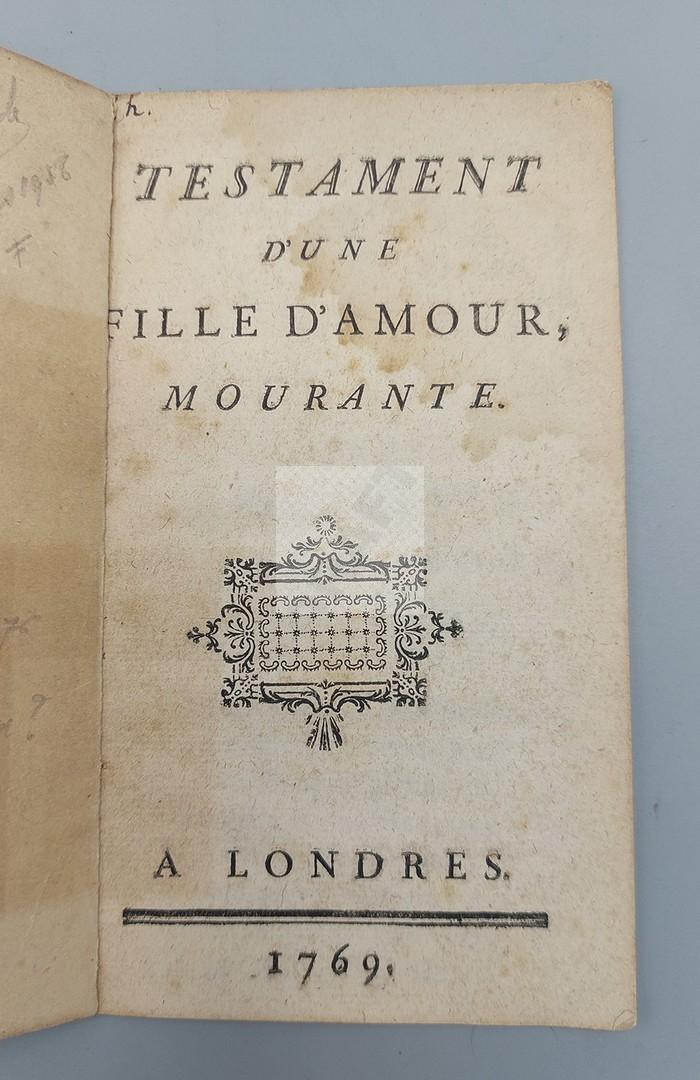 h.
TESTAMENT
D'UNE
FILLE D'AMOUR,
MOURANTE.
A LONDRES.
1769.